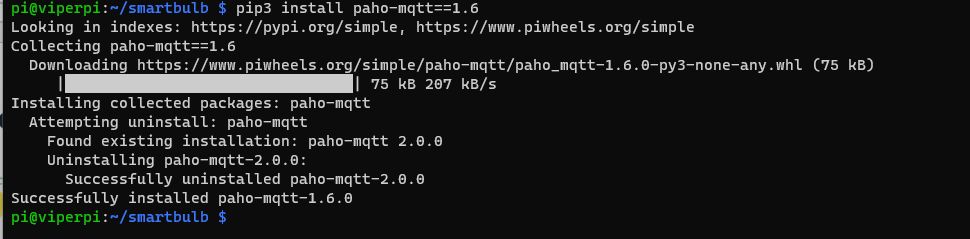 pi@viperpi:~/smartbulb $ pip3 install paho-mqtt==1.6
Looking in indexes: https://pypi.org/simple, https://www.piwheels.org/simple
Collecting paho-mqtt==1.6
  Downloading https://www.piwheels.org/simple/paho-mqtt/paho_mqtt-1.6.0-py3-none-any.whl (75 kB)
     |████████████████████████████████| 75 kB 207 kB/s
Installing collected packages: paho-mqtt
  Attempting uninstall: paho-mqtt
    Found existing installation: paho-mqtt 2.0.0
    Uninstalling paho-mqtt-2.0.0:
      Successfully uninstalled paho-mqtt-2.0.0
Successfully installed paho-mqtt-1.6.0
pi@viperpi:~/smartbulb $